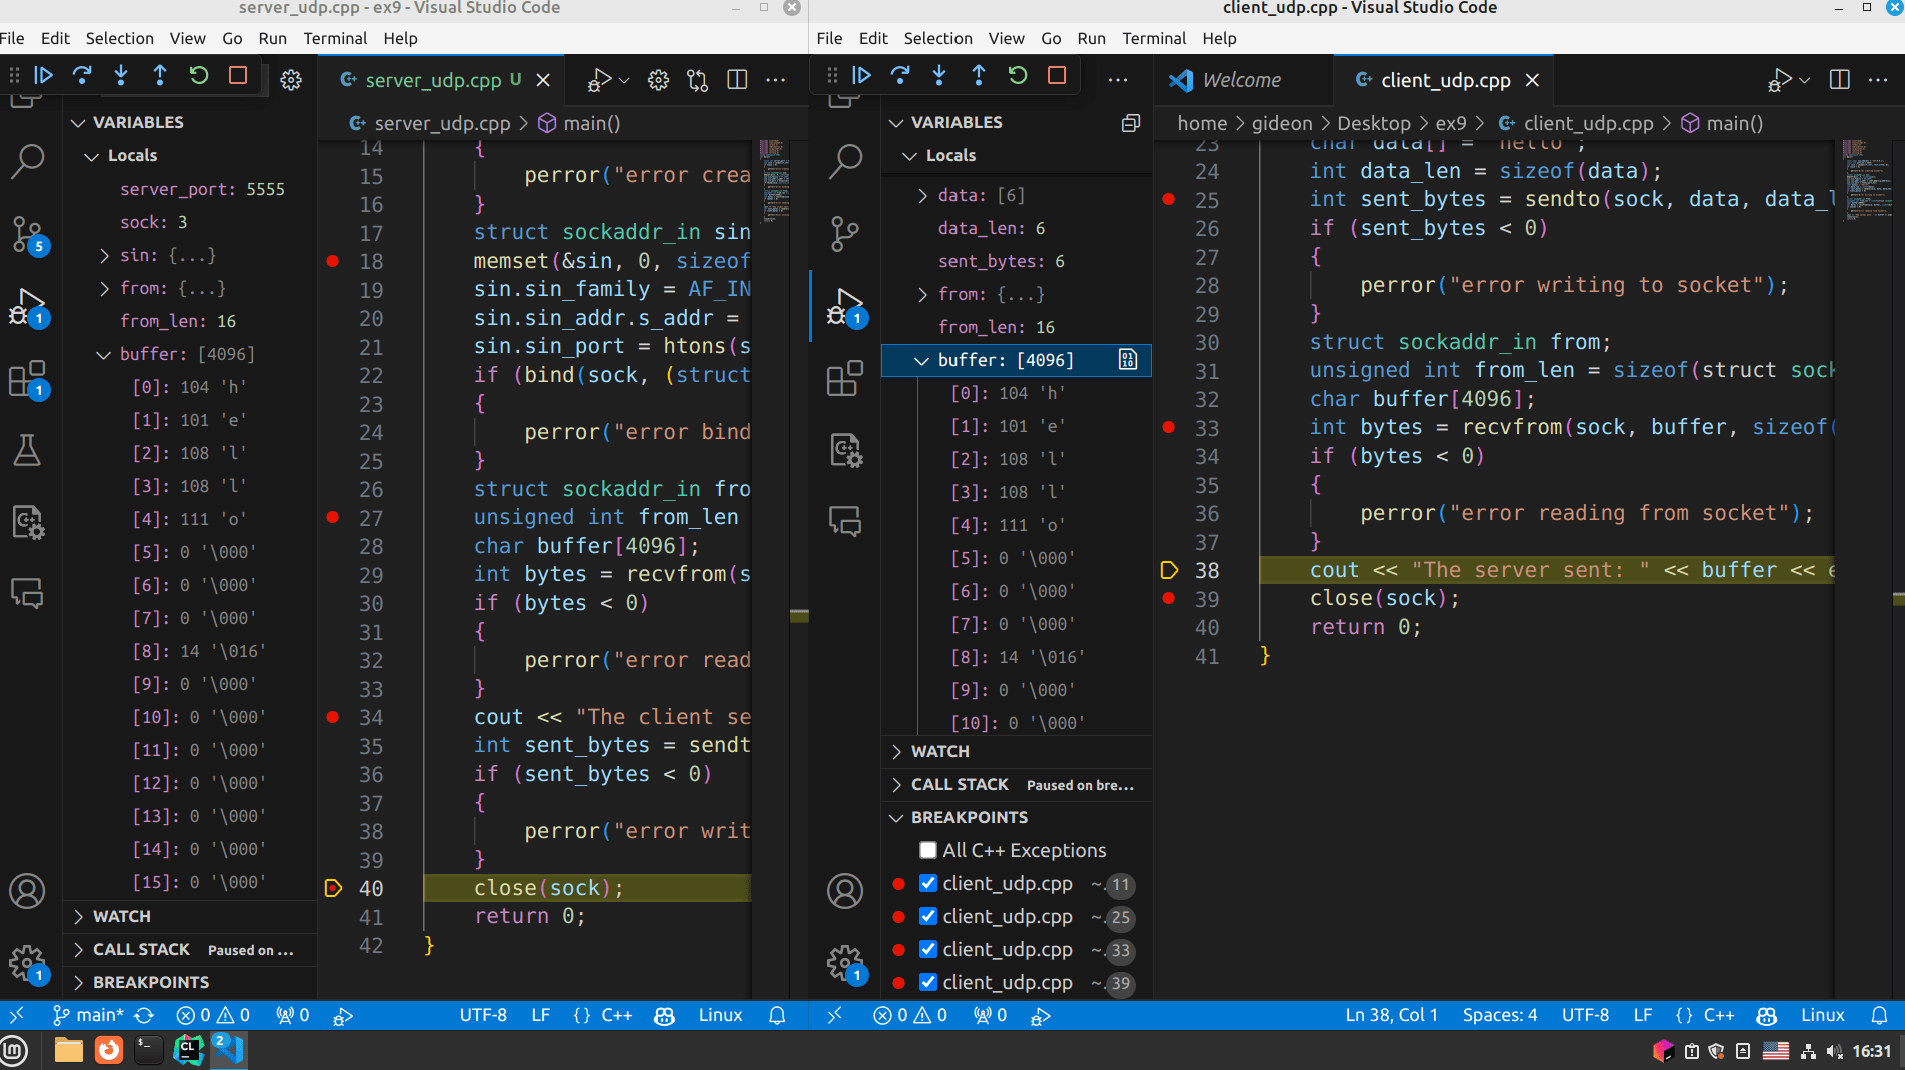 server_udp.cpp - ex9 - Visual Studio Code
File Edit Selection View Go Run Terminal Help
server_udp.cpp U
server_udp.cpp > main()
VARIABLES
Locals
server_port: 5555
sock: 3
sin: {...}
from: {...}
from_len: 16
buffer: [4096]
[0]: 104 'h'
[1]: 101 'e'
[2]: 108 'l'
[3]: 108 'l'
[4]: 111 'o'
[5]: 0 '\000'
[6]: 0 '\000'
[7]: 0 '\000'
[8]: 14 '\016'
[9]: 0 '\000'
[10]: 0 '\000'
[11]: 0 '\000'
[12]: 0 '\000'
[13]: 0 '\000'
[14]: 0 '\000'
[15]: 0 '\000'
WATCH
CALL STACK Paused on ...
BREAKPOINTS
5
1
1
1
14 {
15 perror("error crea
16 }
17 struct sockaddr_in sin
18 memset(&sin, 0, sizeof
19 sin.sin_family = AF_IN
20 sin.sin_addr.s_addr =
21 sin.sin_port = htons(s
22 if (bind(sock, (struct
23 {
24 perror("error bind
25 }
26 struct sockaddr_in fro
27 unsigned int from_len
28 char buffer[4096];
29 int bytes = recvfrom(s
30 if (bytes < 0)
31 {
32 perror("error read
33 }
34 cout << "The client se
35 int sent_bytes = sendt
36 if (sent_bytes < 0)
37 {
38 perror("error writ
39 }
40 close(sock);
41 return 0;
42 }
main* 0 0 0 UTF-8 LF {} C++ Linux
client_udp.cpp - Visual Studio Code
File Edit Selection View Go Run Terminal Help
Welcome client_udp.cpp
home > gideon > Desktop > ex9 > client_udp.cpp > main()
VARIABLES
Locals
data: [6]
data_len: 6
sent_bytes: 6
from: {...}
from_len: 16
buffer: [4096]
[0]: 104 'h'
[1]: 101 'e'
[2]: 108 'l'
[3]: 108 'l'
[4]: 111 'o'
[5]: 0 '\000'
[6]: 0 '\000'
[7]: 0 '\000'
[8]: 14 '\016'
[9]: 0 '\000'
[10]: 0 '\000'
WATCH
CALL STACK Paused on bre...
BREAKPOINTS
All C++ Exceptions
client_udp.cpp ~. 11
client_udp.cpp ~. 25
client_udp.cpp ~. 33
client_udp.cpp ~. 39
1
1
23 char data[] = "hello";
24 int data_len = sizeof(data);
25 int sent_bytes = sendto(sock, data, data_l
26 if (sent_bytes < 0)
27 {
28 perror("error writing to socket");
29 }
30 struct sockaddr_in from;
31 unsigned int from_len = sizeof(struct sock
32 char buffer[4096];
33 int bytes = recvfrom(sock, buffer, sizeof(
34 if (bytes < 0)
35 {
36 perror("error reading from socket");
37 }
38 cout << "The server sent: " << buffer << e
39 close(sock);
40 return 0;
41 }
0 0 0 Ln 38, Col 1 Spaces: 4 UTF-8 LF {} C++ Linux
CL 2 16:31